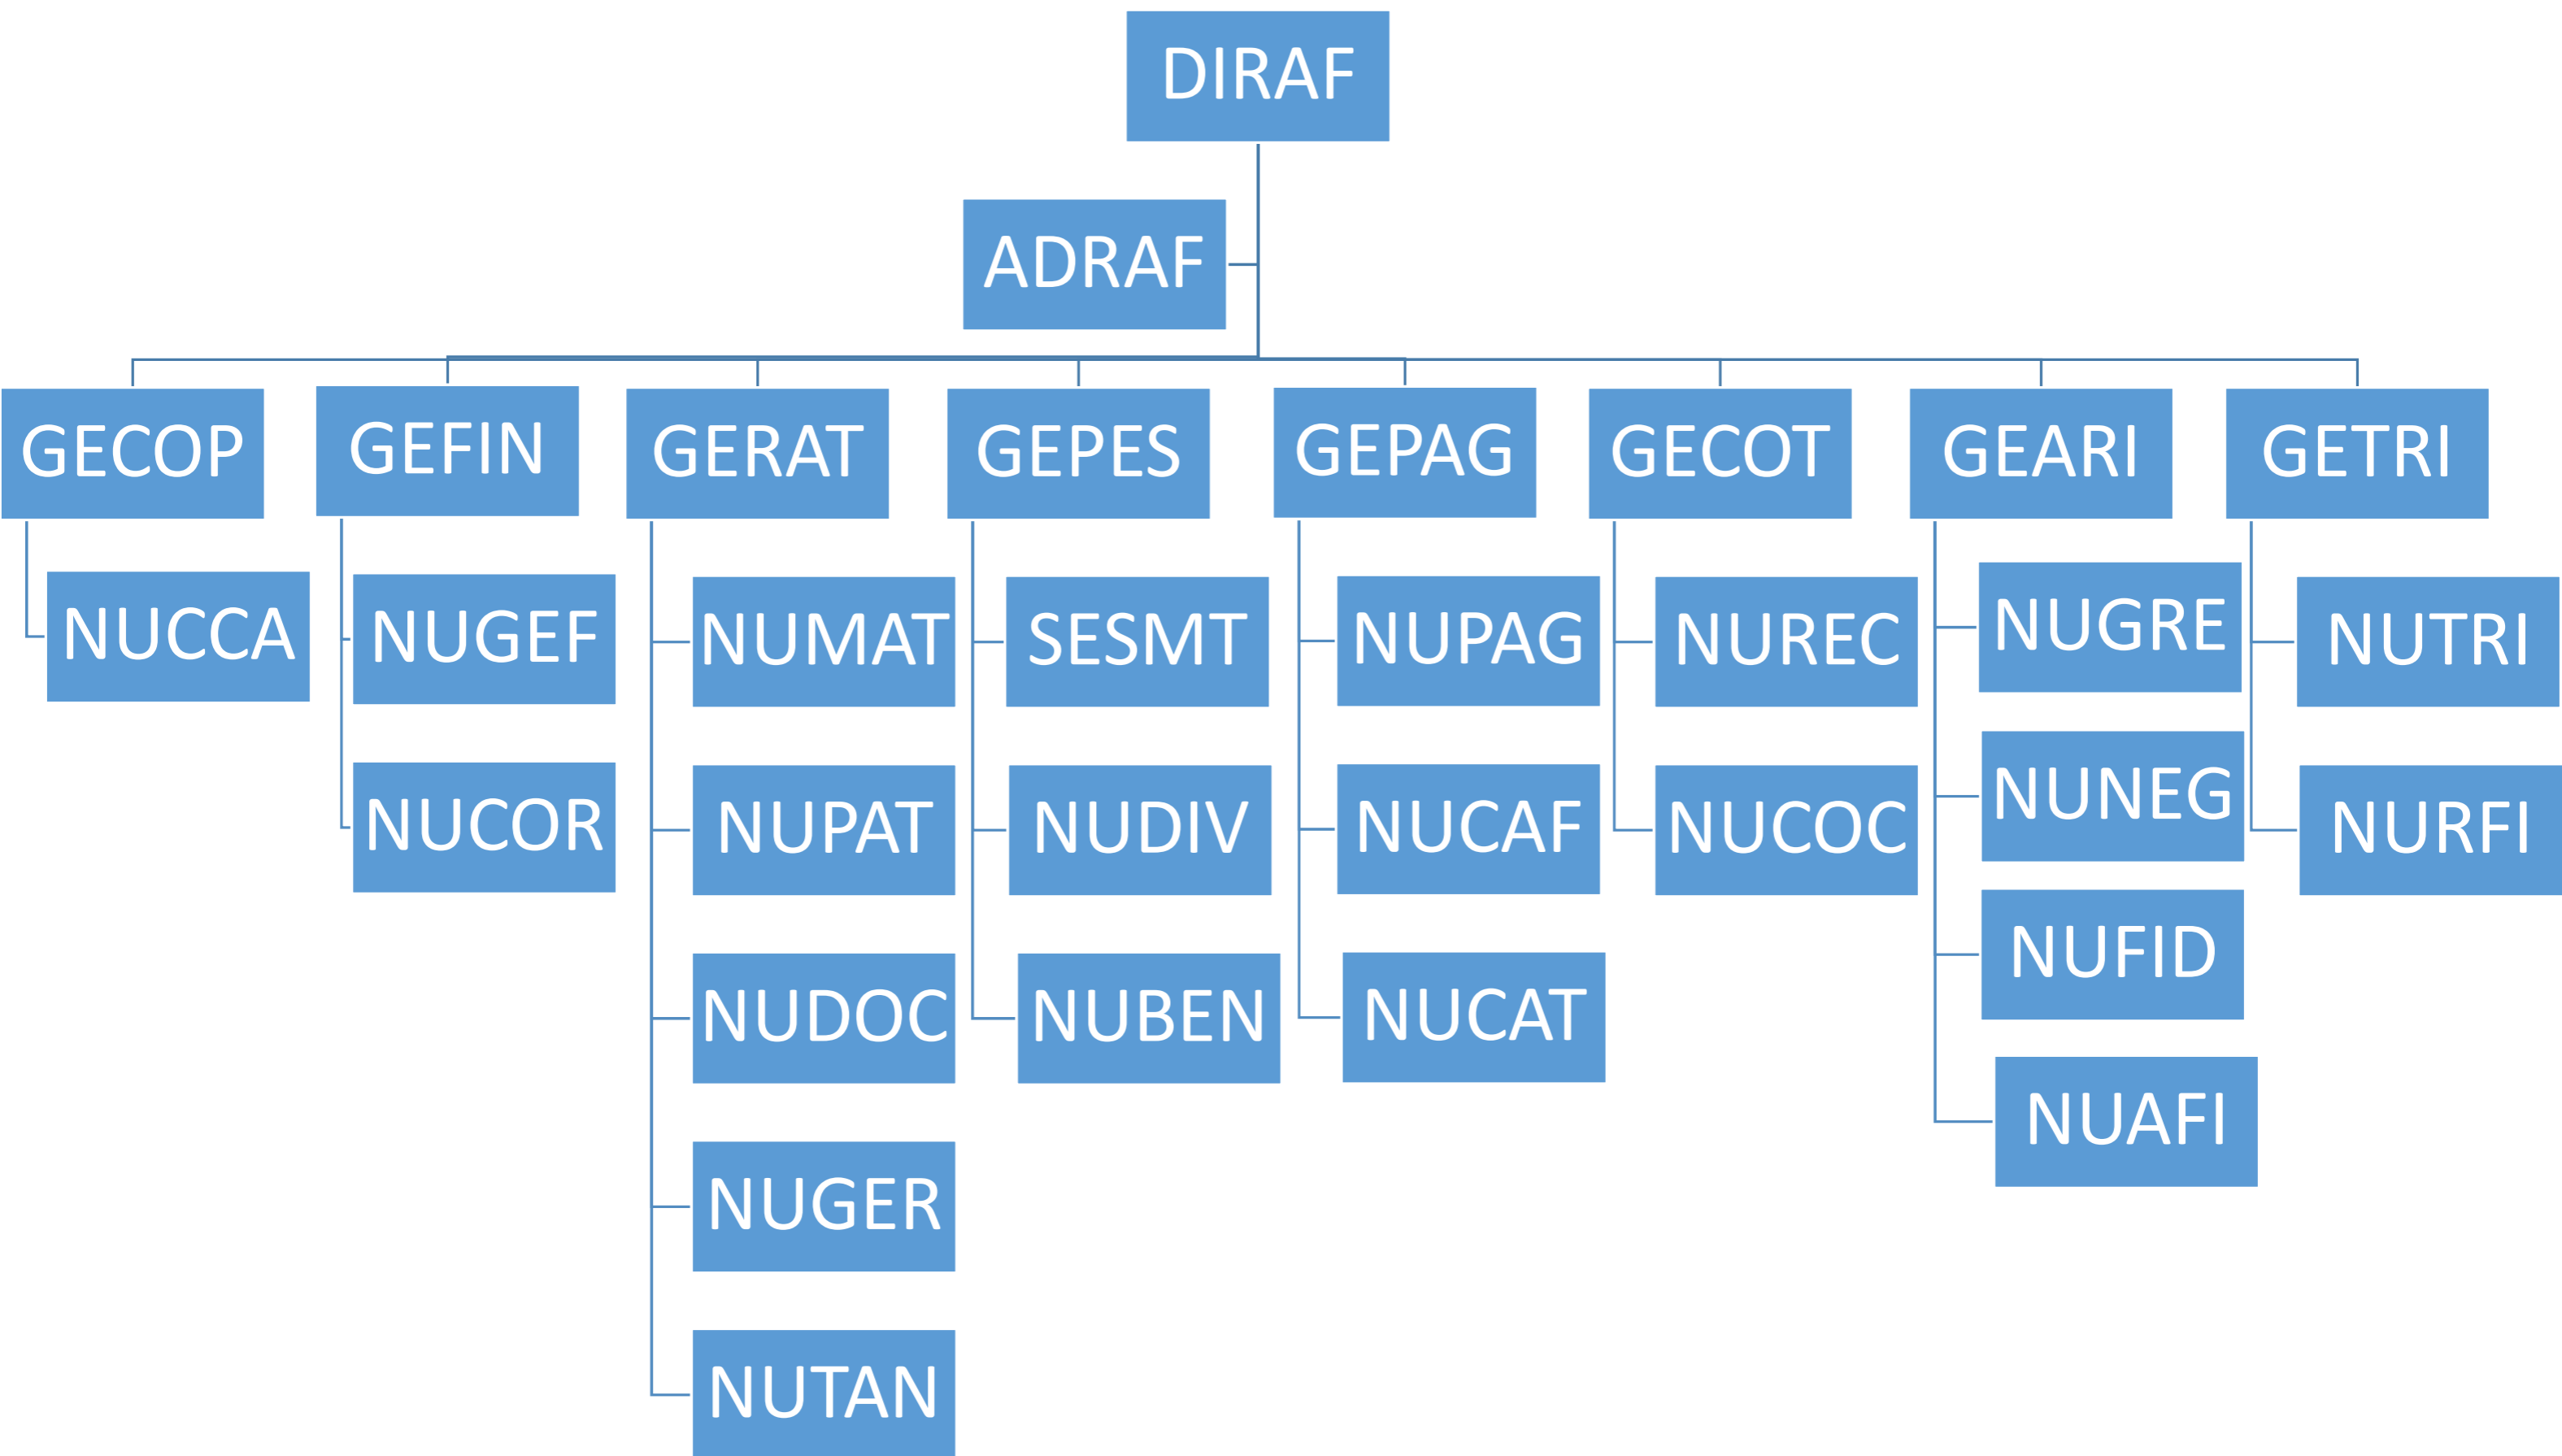 DIRAF
ADRAF
GECOP
GEFIN
GERAT
GEPES
GEPAG
GECOT
GEARI
GETRI
NUCCA
NUGEF
NUCOR
NUMAT
NUPAT
NUDOC
NUGER
NUTAN
SESMT
NUDIV
NUBEN
NUPAG
NUCAF
NUCAT
NUREC
NUCOC
NUGRE
NUNEG
NUFID
NUAFI
NUTRI
NURFI